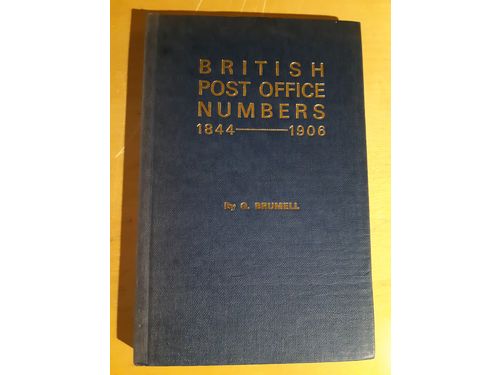 BRITISH
POST OFFICE
NUMBERS
1844——1906
by G. BRUMELL